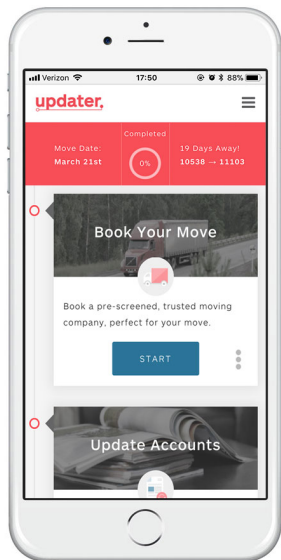 Verizon 17:50 88%
updater
Completed
Move Date: 0% 19 Days Away!
March 21st 10538 → 11103
Book Your Move
Book a pre-screened, trusted moving
company, perfect for your move.
START
Update Accounts